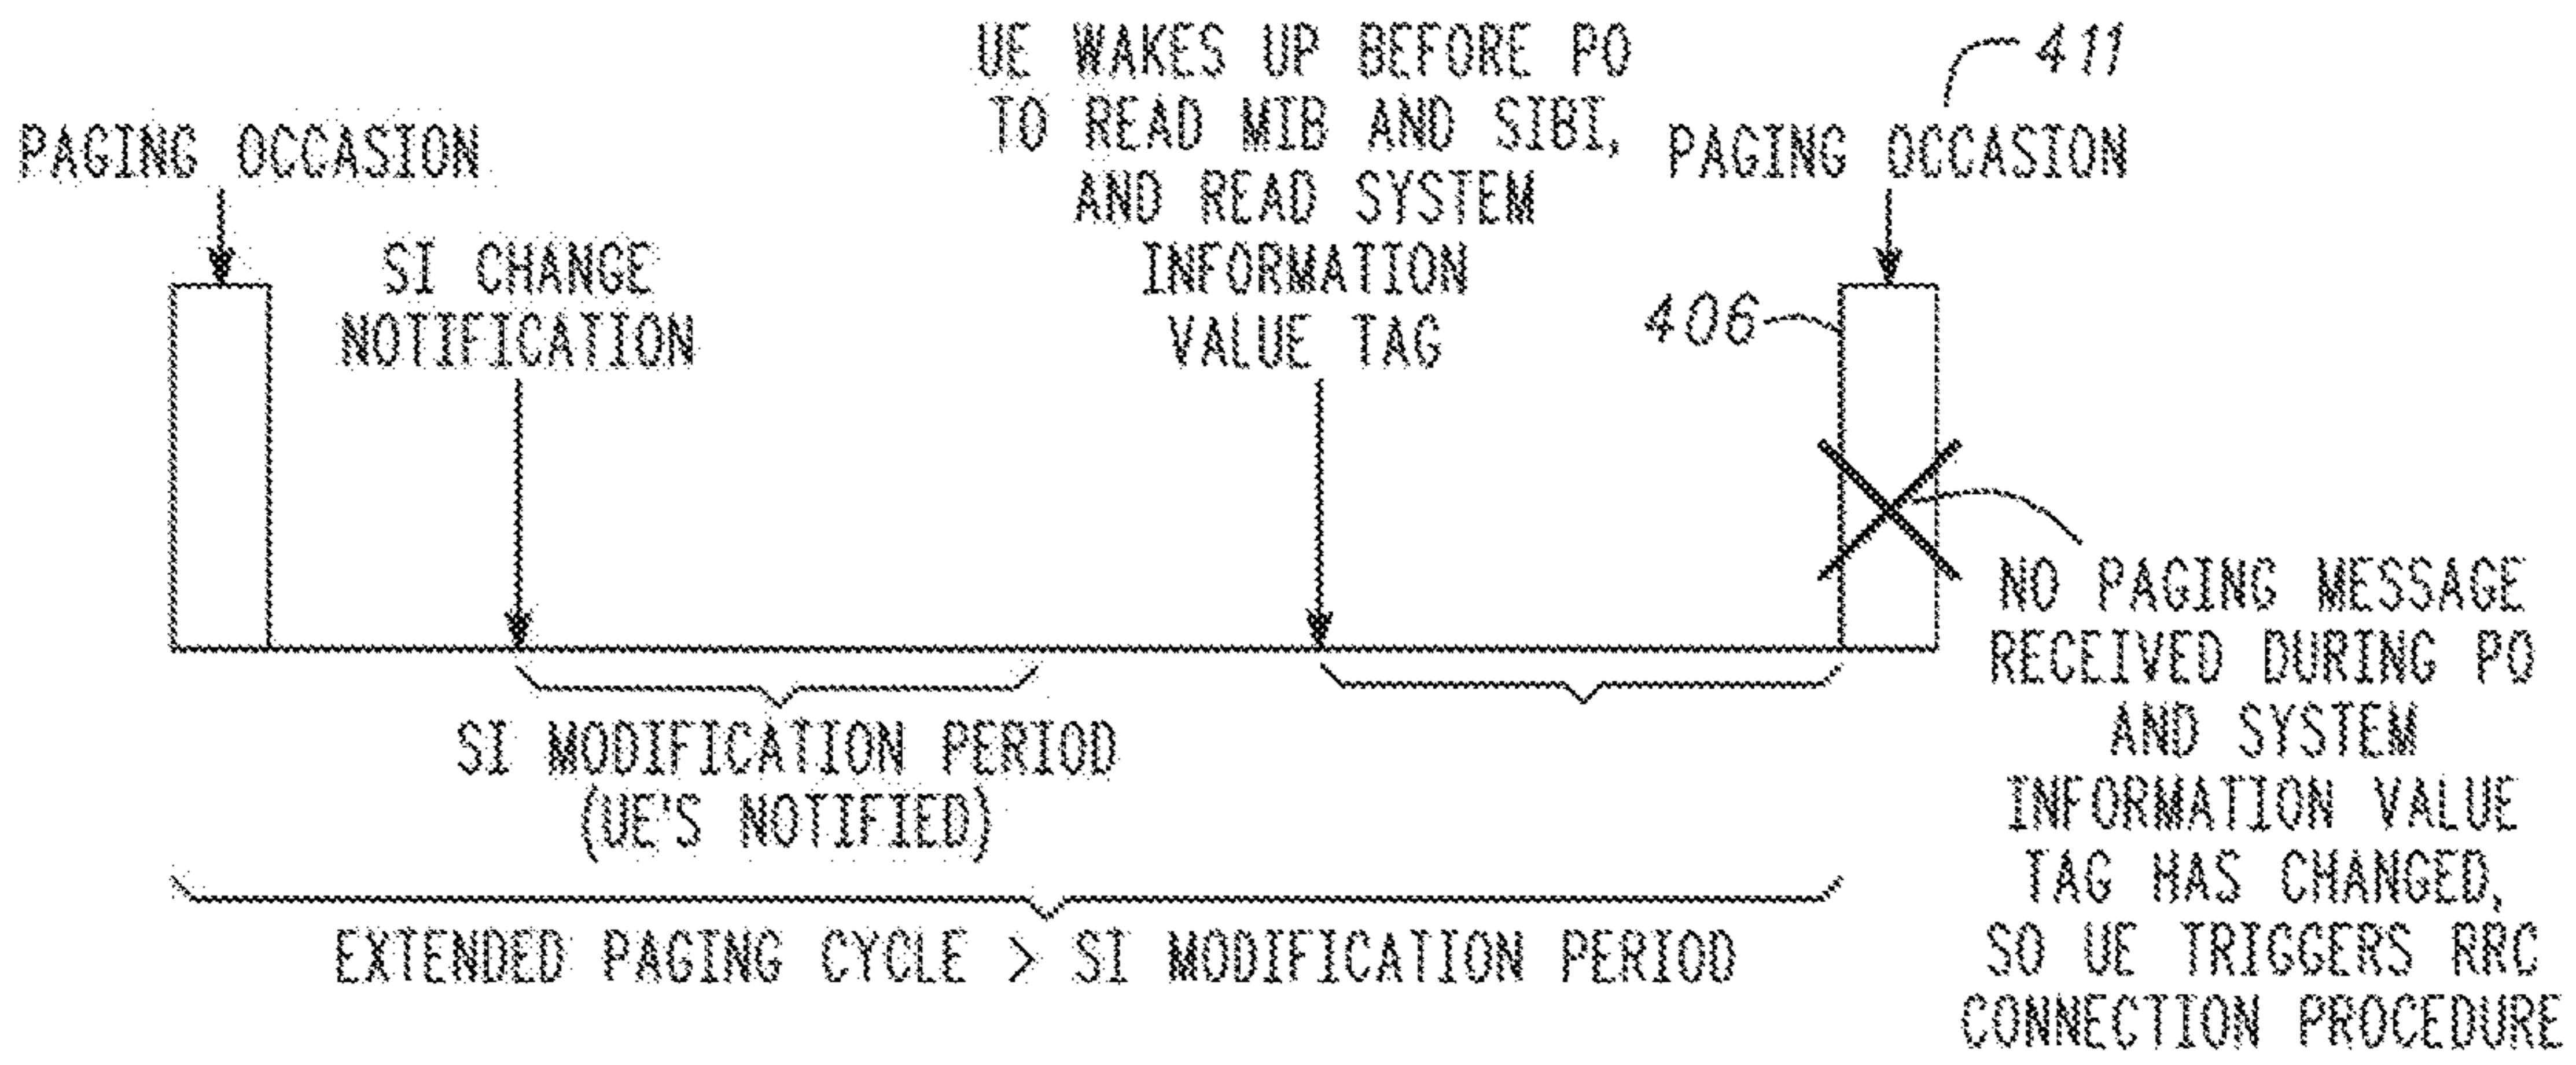 PAGING OCCASION
SI CHANGE
NOTIFICATION
UE WAKES UP BEFORE PO
TO READ MIB AND SIBI,
AND READ SYSTEM
INFORMATION
VALUE TAG
411
PAGING OCCASION
406
SI MODIFICATION PERIOD
(UE'S NOTIFIED)
EXTENDED PAGING CYCLE > SI MODIFICATION PERIOD
NO PAGING MESSAGE
RECEIVED DURING PO
AND SYSTEM
INFORMATION VALUE
TAG HAS CHANGED,
SO UE TRIGGERS RRC
CONNECTION PROCEDURE